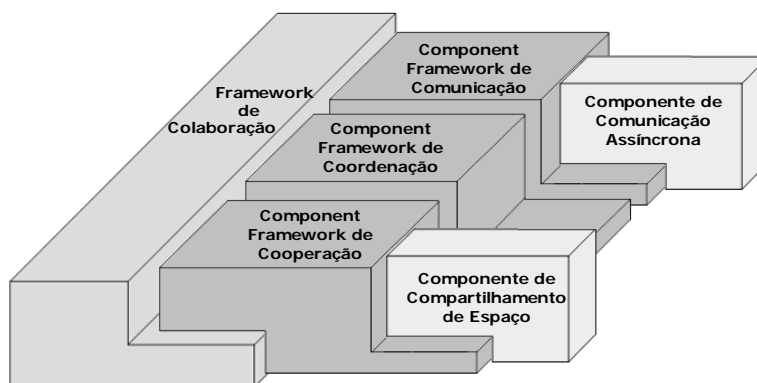 Framework
de
Colaboração
Component
Framework de
Comunicação
Componente de
Comunicação
Assíncrona
Component
Framework de
Coordenação
Component
Framework de
Cooperação
Componente de
Compartilhamento
de Espaço